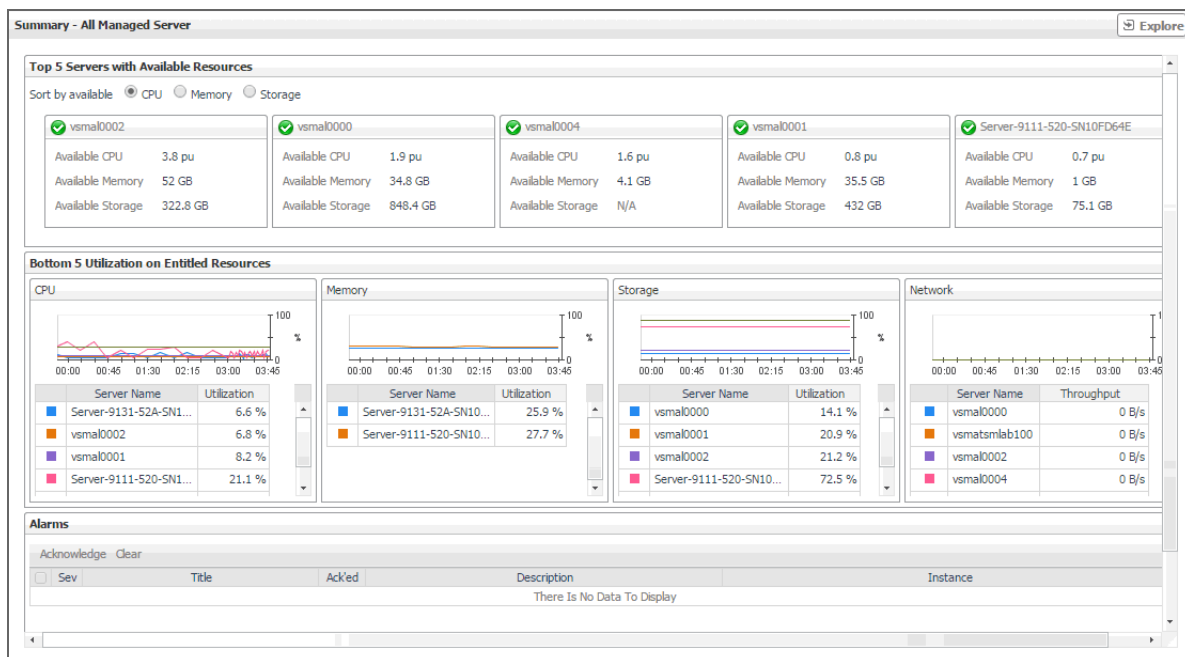 Summary - All Managed Server
Explore
Top 5 Servers with Available Resources
Sort by available CPU Memory Storage
vsmal0002 vsmal0000 vsmal0004 vsmal0001 Server-9111-520-SN10FD64E
Available CPU 3.8 pu Available CPU 1.9 pu Available CPU 1.6 pu Available CPU 0.8 pu Available CPU 0.7 pu
Available Memory 52 GB Available Memory 34.8 GB Available Memory 4.1 GB Available Memory 35.5 GB Available Memory 1 GB
Available Storage 322.8 GB Available Storage 848.4 GB Available Storage N/A Available Storage 432 GB Available Storage 75.1 GB
Bottom 5 Utilization on Entitled Resources
CPU Memory Storage Network
100 100 100 1
% % %
0 0 0
00:00 00:45 01:30 02:15 03:00 03:45 00:00 00:45 01:30 02:15 03:00 03:45 00:00 00:45 01:30 02:15 03:00 03:45 00:00 00:45 01:30 02:15 03:00 03:45
Server Name Utilization Server Name Utilization Server Name Utilization Server Name Throughput
Server-9131-52A-SN1... 6.6 % Server-9131-52A-SN10... 25.9 % vsmal0000 14.1 % vsmal0000 0 B/s
vsmal0002 6.8 % Server-9111-520-SN10... 27.7 % vsmal0001 20.9 % vsmatsmlab100 0 B/s
vsmal0001 8.2 % vsmal0002 21.2 % vsmal0002 0 B/s
Server-9111-520-SN1... 21.1 % Server-9111-520-SN10... 72.5 % vsmal0004 0 B/s
Alarms
Acknowledge Clear
Sev Title Ack'ed Description Instance
There Is No Data To Display